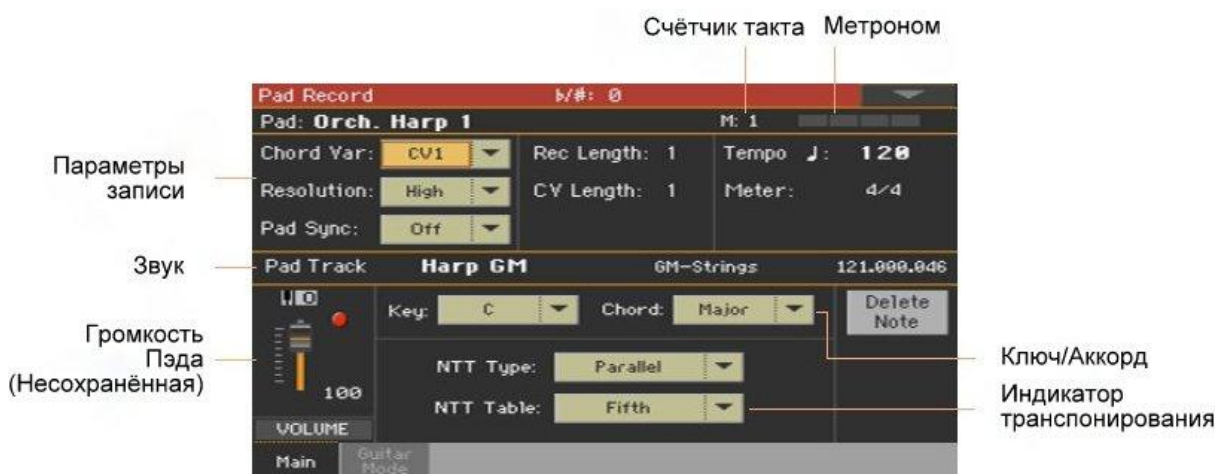 Счётчик такта Метроном
Pad Record ♭/#: 0
Pad: Orch. Harp 1 M: 1
Параметры
записи
Chord Var: CV1 Rec Length: 1 Tempo ♩: 120
Resolution: High CV Length: 1 Meter: 4/4
Pad Sync: Off
Звук
Pad Track Harp GM GM-Strings 121.000.046
Key: C Chord: Major Delete
Note
Громкость
Пэда
(Несохранённая)
100
VOLUME
NTT Type: Parallel
NTT Table: Fifth
Ключ/Аккорд
Индикатор
транспонирования
Main Guitar
Mode